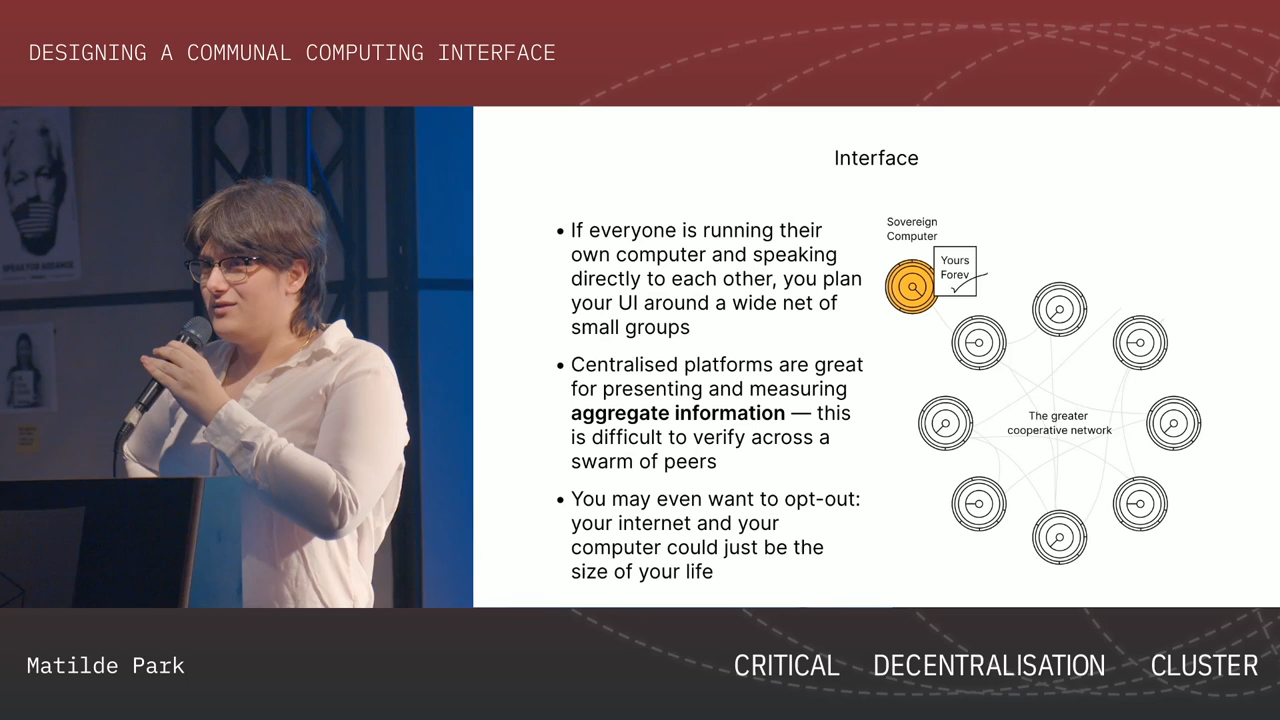 DESIGNING A COMMUNAL COMPUTING INTERFACE
Interface
• If everyone is running their
own computer and speaking
directly to each other, you plan
your UI around a wide net of
small groups
• Centralised platforms are great
for presenting and measuring
aggregate information — this
is difficult to verify across a
swarm of peers
• You may even want to opt-out:
your internet and your
computer could just be the
size of your life
Sovereign
Computer
Yours
Forev
The greater
cooperative network
Matilde Park
CRITICAL DECENTRALISATION CLUSTER